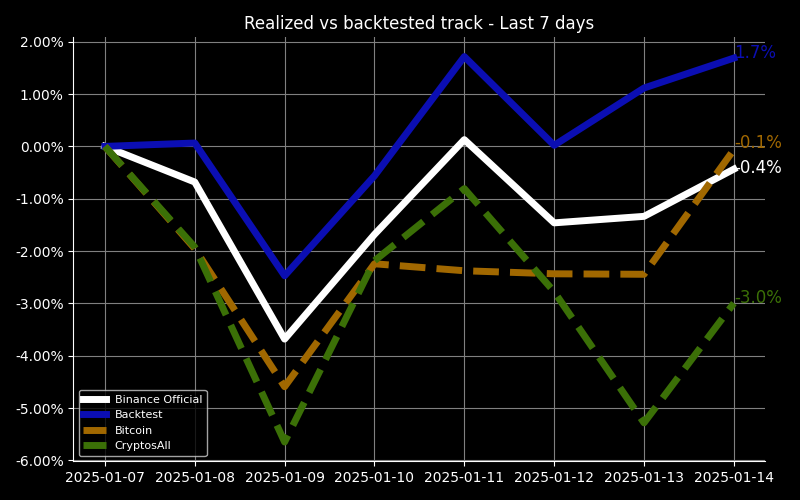 Realized vs backtested track - Last 7 days
2.00%
1.00%
0.00%
-1.00%
-2.00%
-3.00%
-4.00%
-5.00%
-6.00%
1.7%
-0.1%
-0.4%
-3.0%
Binance Official
Backtest
Bitcoin
CryptosAll
2025-01-07 2025-01-08 2025-01-09 2025-01-10 2025-01-11 2025-01-12 2025-01-13 2025-01-14